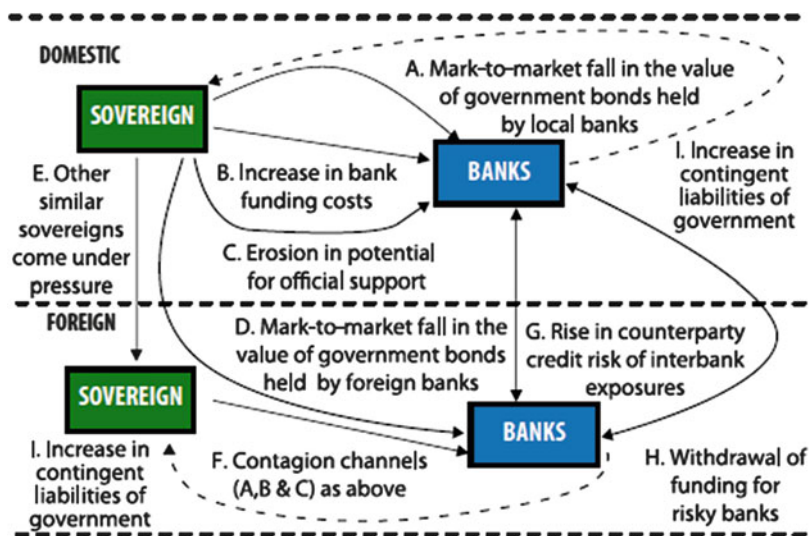 DOMESTIC
SOVEREIGN
A. Mark-to-market fall in the value
of government bonds held
by local banks
BANKS
E. Other
similar
sovereigns
come under
pressure
B. Increase in bank
funding costs
I. Increase in
contingent
liabilities of
government
C. Erosion in potential
for official support
FOREIGN
D. Mark-to-market fall in the
value of government bonds
held by foreign banks
G. Rise in counterparty
credit risk of interbank
exposures
SOVEREIGN
BANKS
I. Increase in
contingent
liabilities of
government
F. Contagion channels
(A,B & C) as above
H. Withdrawal of
funding for
risky banks